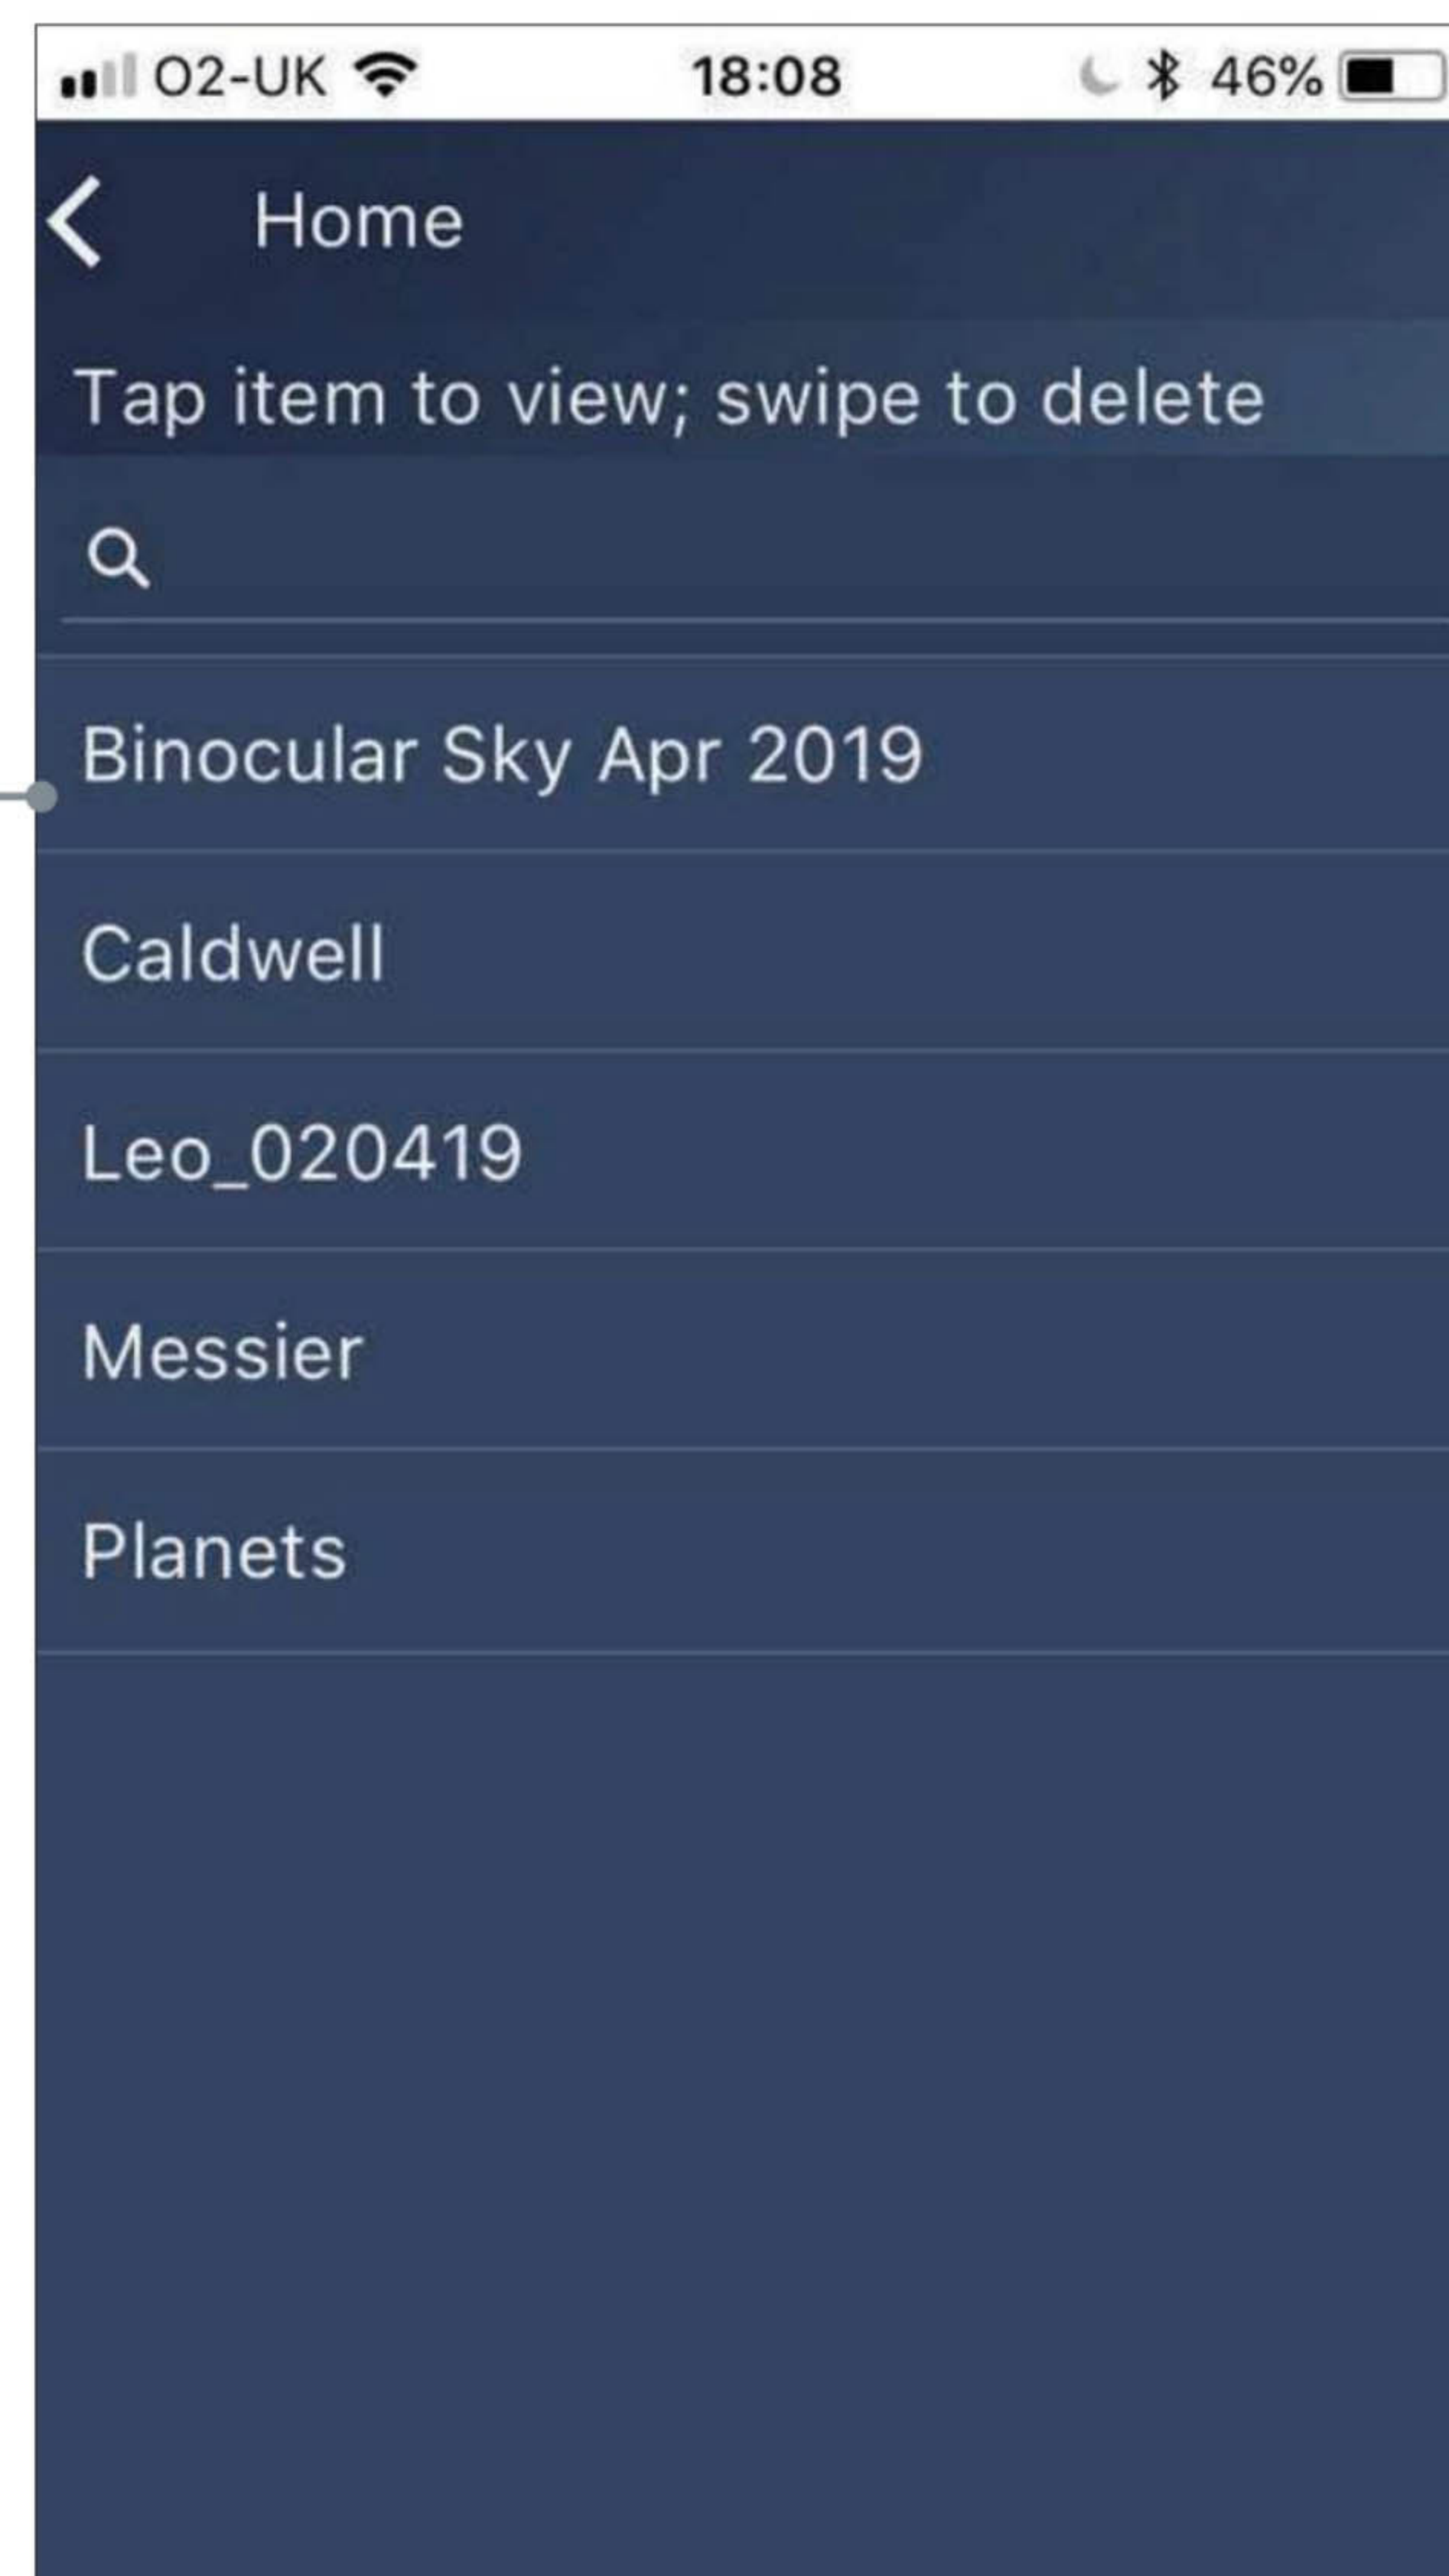 O2-UK 18:08 46%
Home
Tap item to view; swipe to delete
Binocular Sky Apr 2019
Caldwell
Leo_020419
Messier
Planets